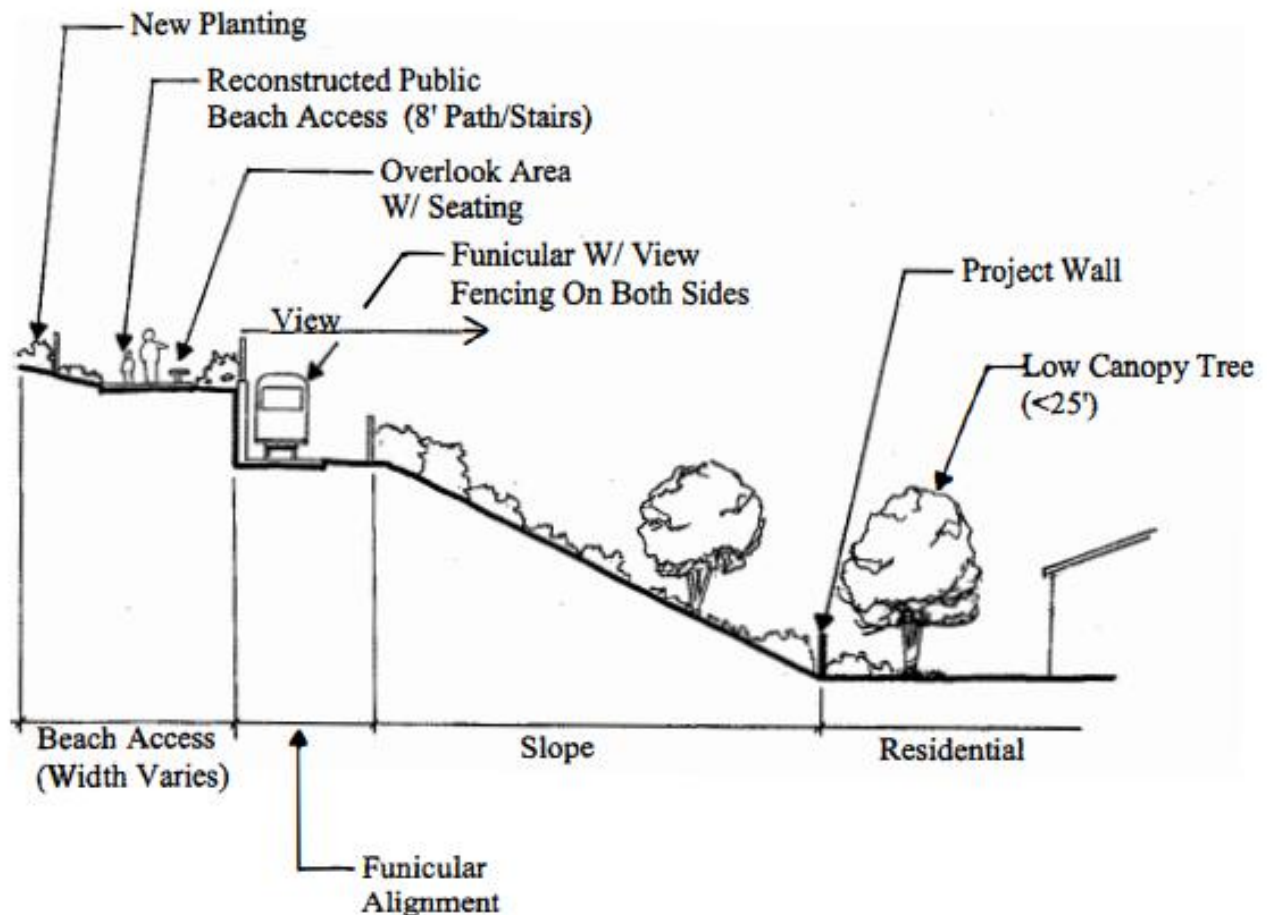 New Planting
Reconstructed Public
Beach Access (8' Path/Stairs)
Overlook Area
W/ Seating
Funicular W/ View
Fencing On Both Sides
View
Project Wall
Low Canopy Tree
(<25')
Beach Access
(Width Varies)
Slope
Residential
Funicular
Alignment